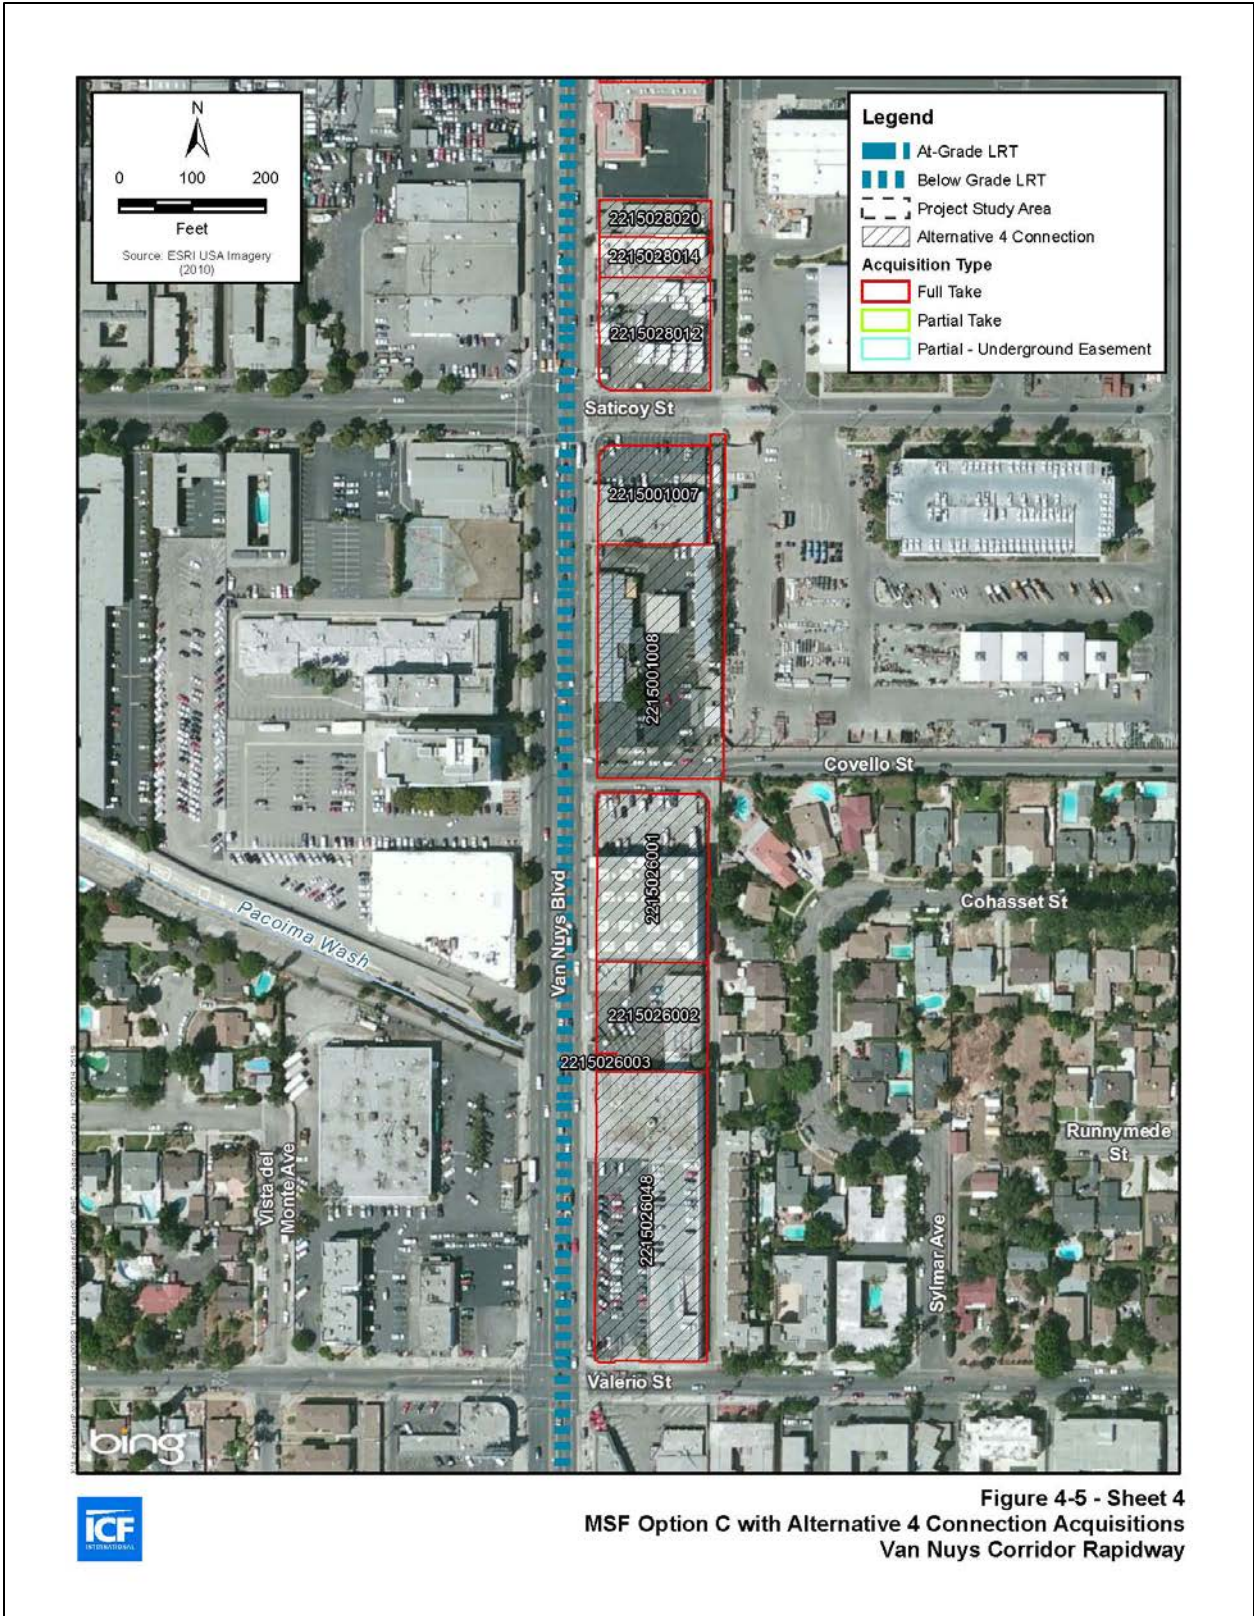 N
0 100 200
Feet
Source: ESRI USA Imagery
(2010)
Legend
At-Grade LRT
Below Grade LRT
Project Study Area
Alternative 4 Connection
Acquisition Type
Full Take
Partial Take
Partial - Underground Easement
2215028020
2215028014
2215028012
Saticoy St
2215001007
2215001008
Covello St
2215026001
Cohasset St
Pacoima Wash
Van Nuys Blvd
2215026002
2215026003
Runnymede
St
Vista del
Monte Ave
2215026048
Sylmar Ave
Valerio St
bing
ICF
INTERNATIONAL
Figure 4-5 - Sheet 4
MSF Option C with Alternative 4 Connection Acquisitions
Van Nuys Corridor Rapidway